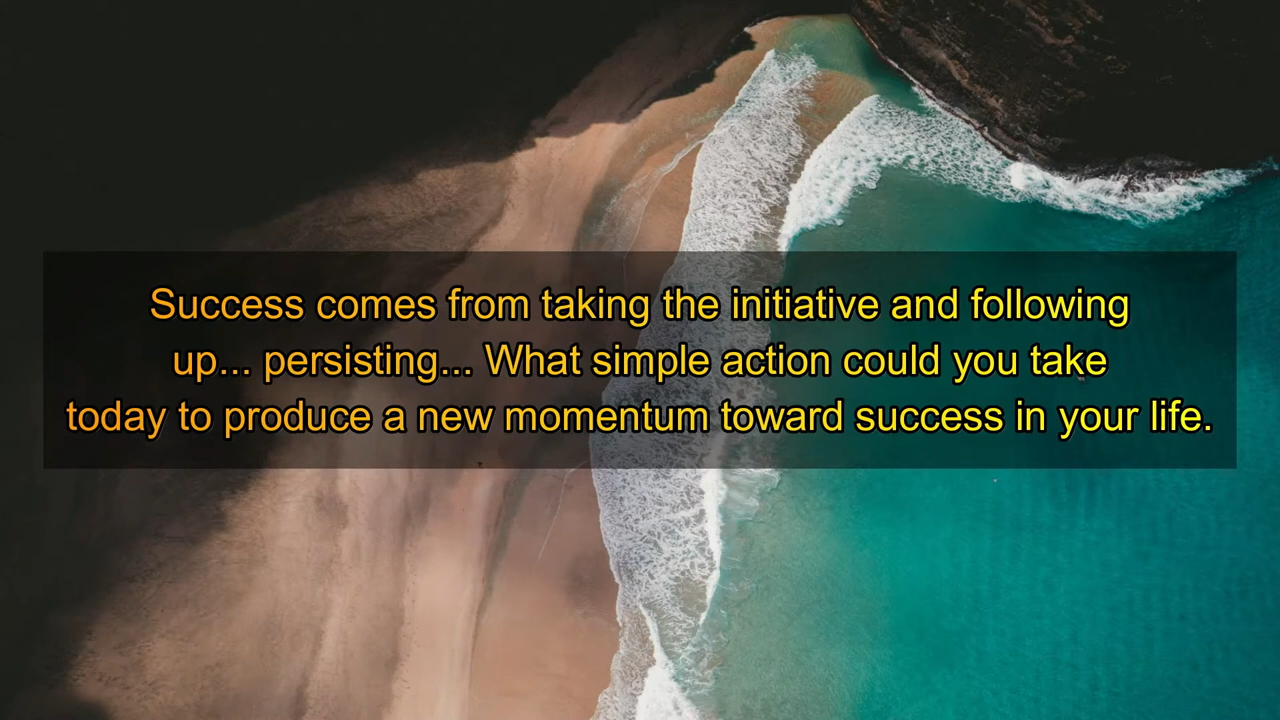 Success comes from taking the initiative and following
up... persisting... What simple action could you take
today to produce a new momentum toward success in your life.